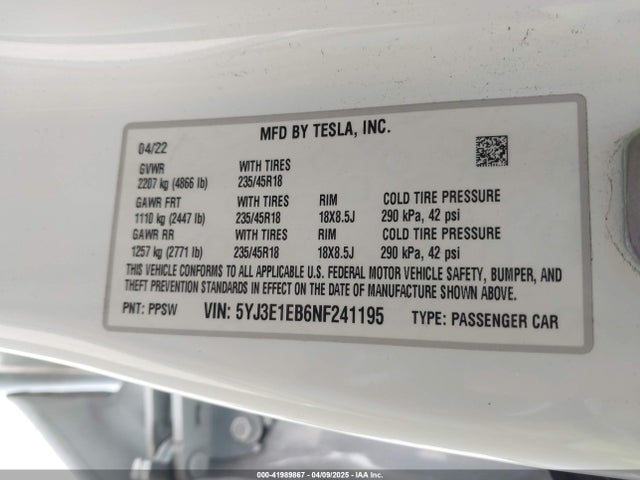 MFD BY TESLA, INC.
04/22
GVWR WITH TIRES
2207 kg (4866 lb) 235/45R18
GAWR FRT WITH TIRES RIM COLD TIRE PRESSURE
1110 kg (2447 lb) 235/45R18 18X8.5J 290 kPa, 42 psi
GAWR RR WITH TIRES RIM COLD TIRE PRESSURE
1257 kg (2771 lb) 235/45R18 18X8.5J 290 kPa, 42 psi
THIS VEHICLE CONFORMS TO ALL APPLICABLE U.S. FEDERAL MOTOR VEHICLE SAFETY, BUMPER, AND
THEFT PREVENTION STANDARDS IN EFFECT ON THE DATE OF MANUFACTURE SHOWN ABOVE.
PNT: PPSW VIN: 5YJ3E1EB6NF241195 TYPE: PASSENGER CAR
000-41989867 - 04/09/2025 - IAA Inc.